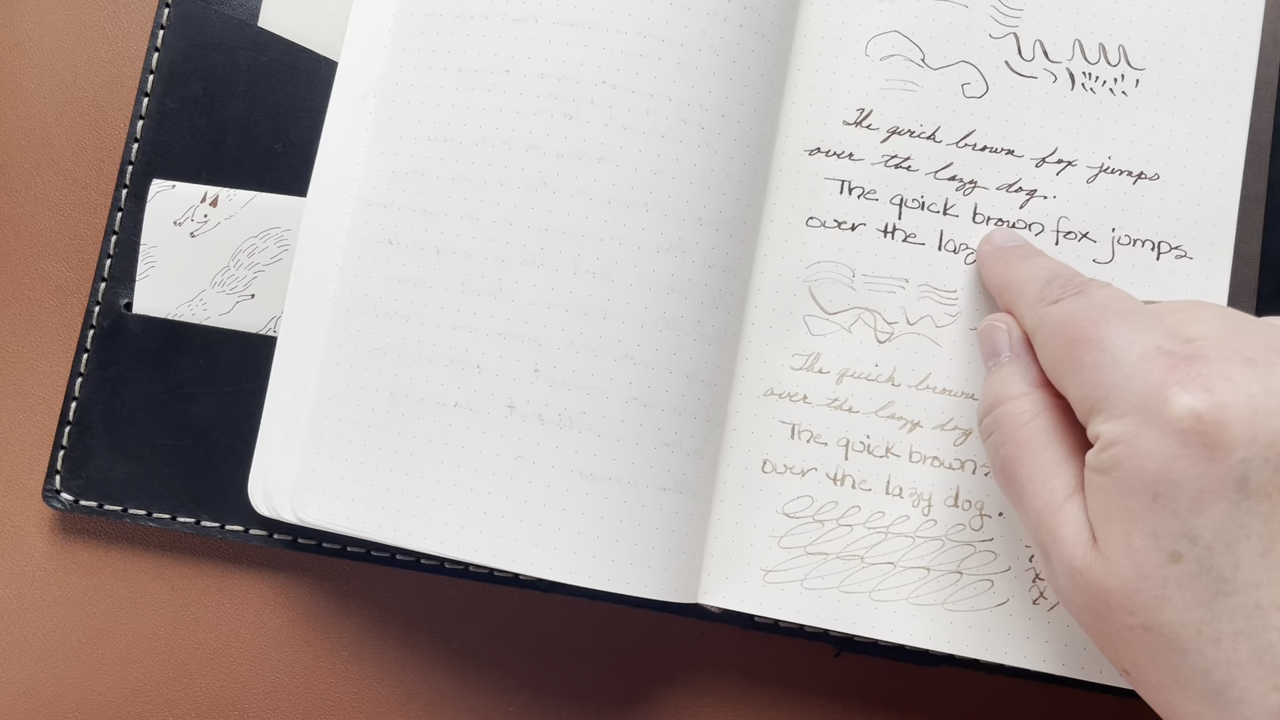 The quick brown fox jumps
over the lazy dog.
The quick brown fox jumps
over the laz
The quick brown
over the lazy dog
The quick brown
over the lazy dog.